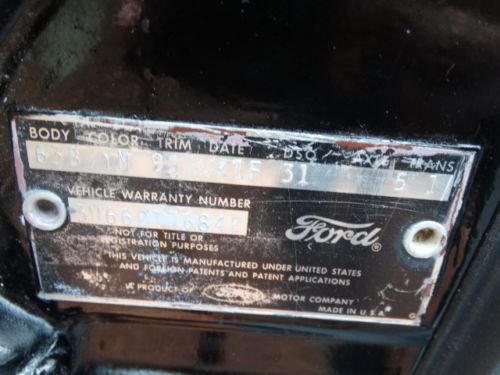 BODY COLOR TRIM DATE DSO AXLE TRANS
63B 31 5 1
VEHICLE WARRANTY NUMBER
NOT FOR TITLE OR
REGISTRATION PURPOSES
Ford
THIS VEHICLE IS MANUFACTURED UNDER UNITED STATES
AND FOREIGN PATENTS AND PATENT APPLICATIONS
A PRODUCT OF Ford MOTOR COMPANY
MADE IN U.S.A.